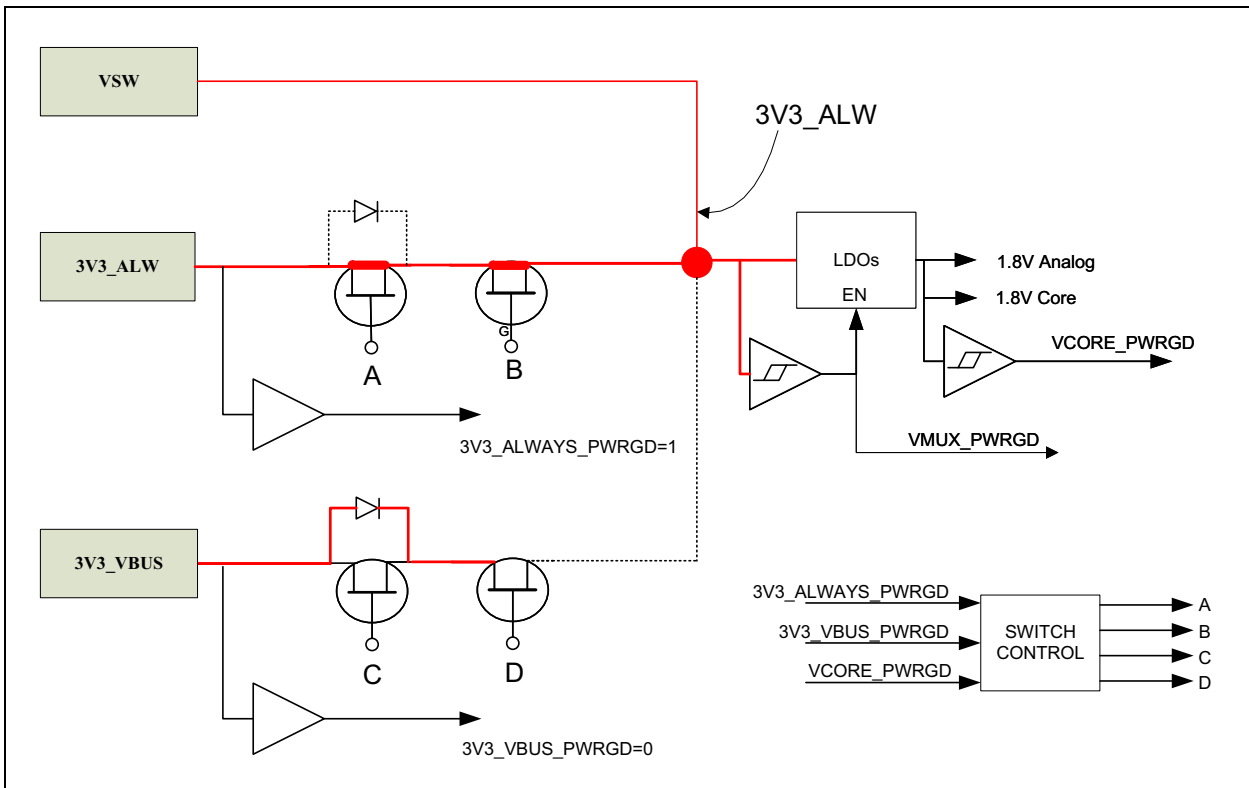 VSW
3V3_ALW
3V3_ALW
LDOs
EN
1.8V Analog
1.8V Core
VCORE_PWRGD
G
A
B
3V3_ALWAYS_PWRGD=1
VMUX_PWRGD
3V3_VBUS
C
D
3V3_VBUS_PWRGD=0
3V3_ALWAYS_PWRGD
3V3_VBUS_PWRGD
VCORE_PWRGD
SWITCH
CONTROL
A
B
C
D